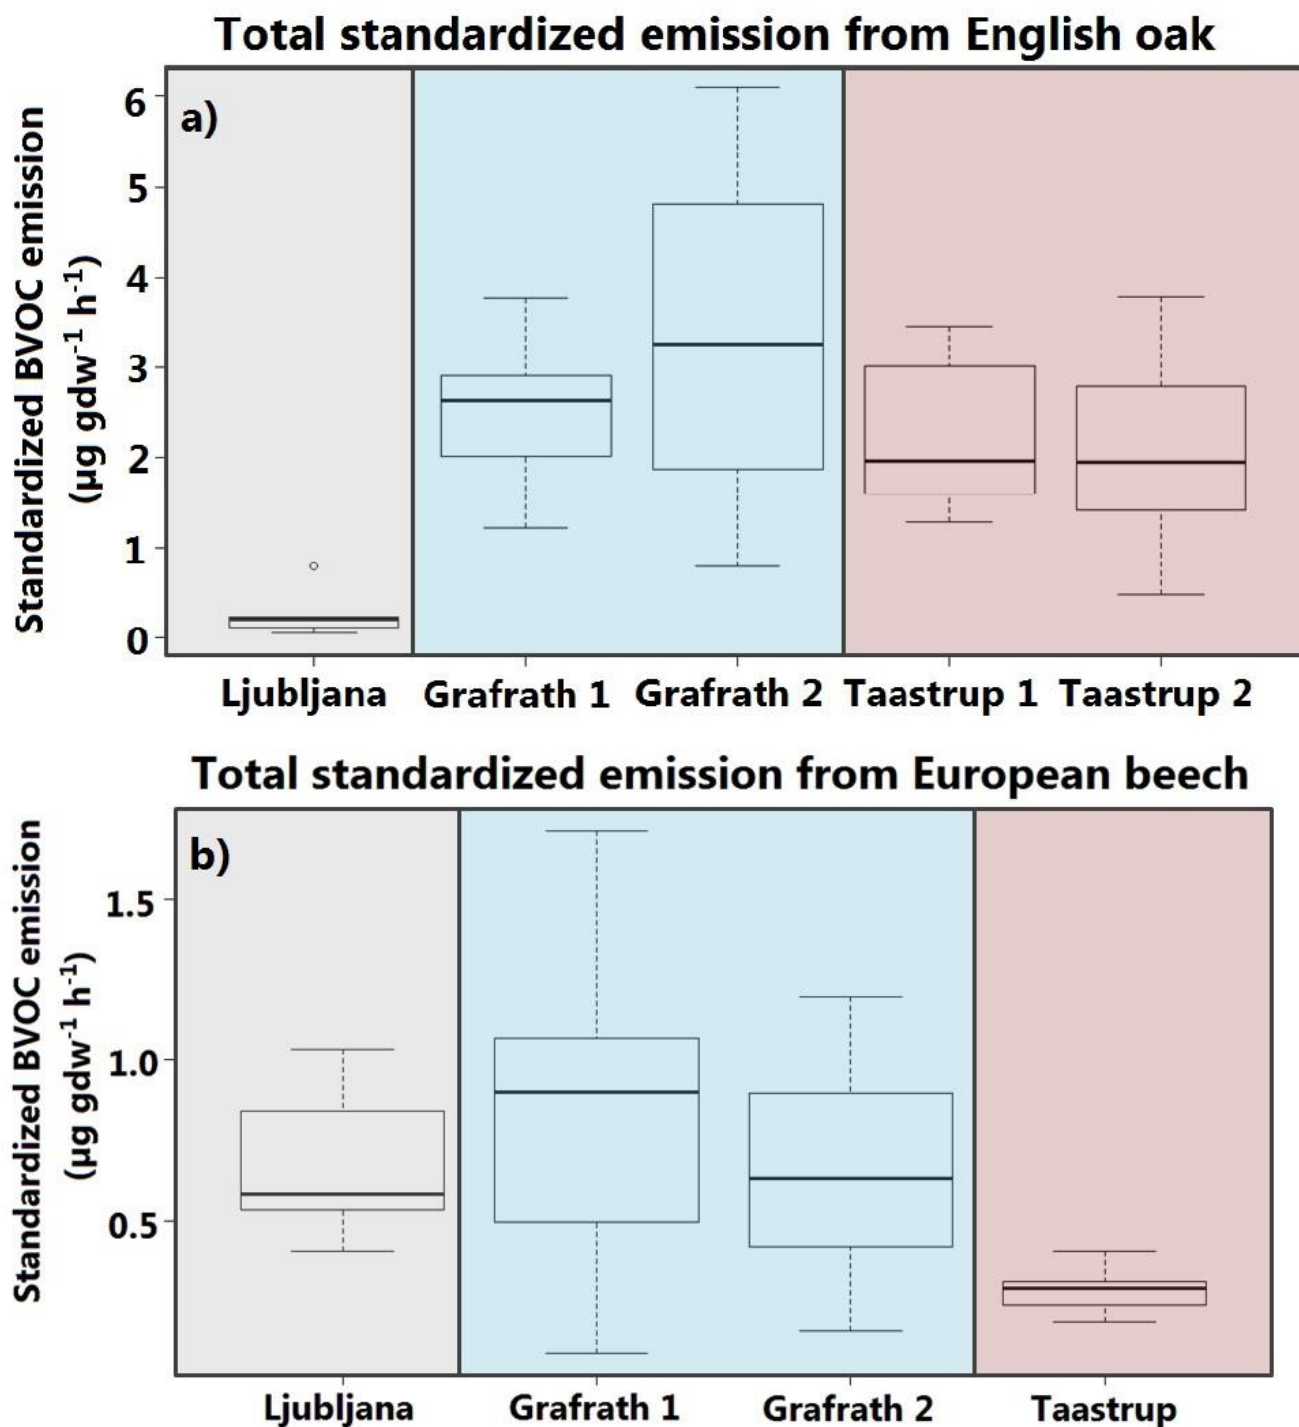 Total standardized emission from English oak
Standardized BVOC emission
(µg gdw⁻¹ h⁻¹)
a)
6
5
4
3
2
1
0
Ljubljana Grafrath 1 Grafrath 2 Taastrup 1 Taastrup 2
Total standardized emission from European beech
Standardized BVOC emission
(µg gdw⁻¹ h⁻¹)
b)
1.5
1.0
0.5
Ljubljana Grafrath 1 Grafrath 2 Taastrup